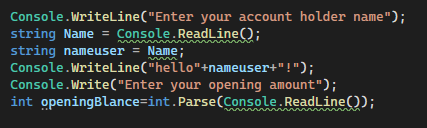 Console.WriteLine("Enter your account holder name");
string Name = Console.ReadLine();
string nameuser = Name;
Console.WriteLine("hello"+nameuser+"!");
Console.Write("Enter your opening amount");
int openingBlance=int.Parse(Console.ReadLine());